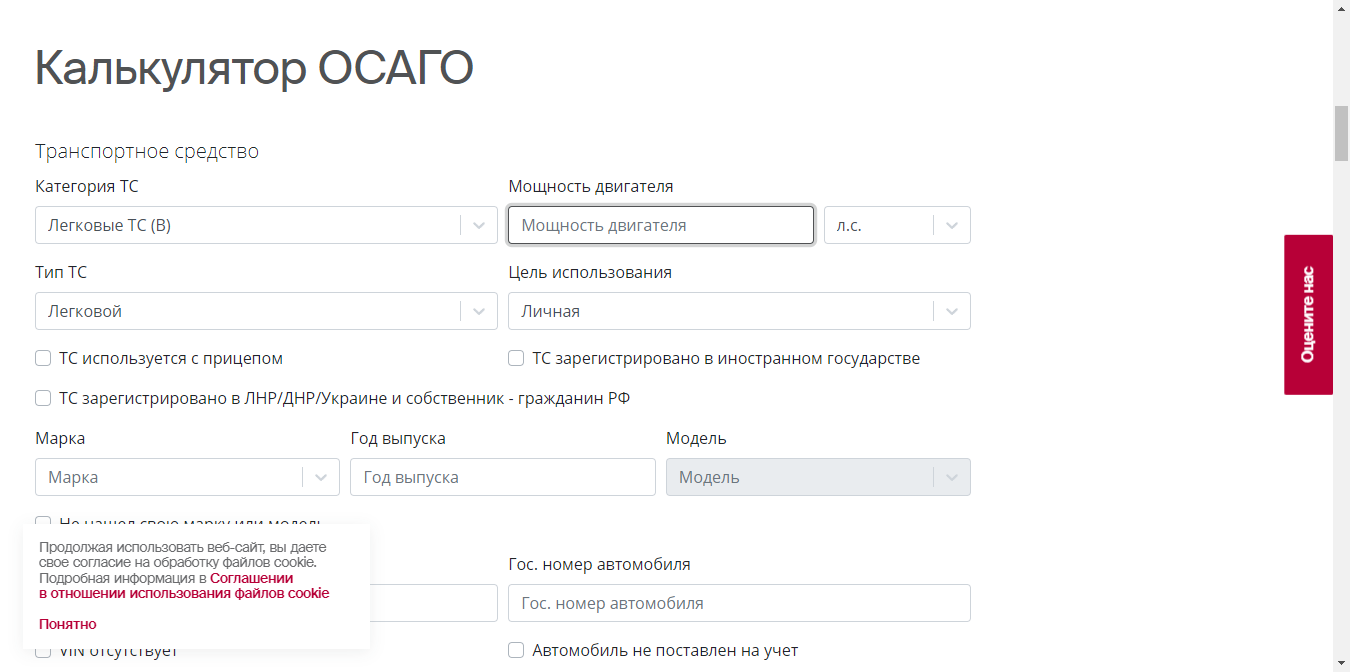 Калькулятор ОСАГО
Транспортное средство
Категория ТС
Мощность двигателя
Легковые ТС (B)
Мощность двигателя
л.с.
Тип ТС
Цель использования
Легковой
Личная
ТС используется с прицепом
ТС зарегистрировано в иностранном государстве
ТС зарегистрировано в ЛНР/ДНР/Украине и собственник - гражданин РФ
Марка
Год выпуска
Модель
Марка
Год выпуска
Модель
Не нашел свою марку или модель
Продолжая использовать веб-сайт, вы даете
свое согласие на обработку файлов cookie.
Подробная информация в Соглашении
в отношении использования файлов cookie
Понятно
Гос. номер автомобиля
Гос. номер автомобиля
VIN отсутствует
Автомобиль не поставлен на учет
Оцените нас